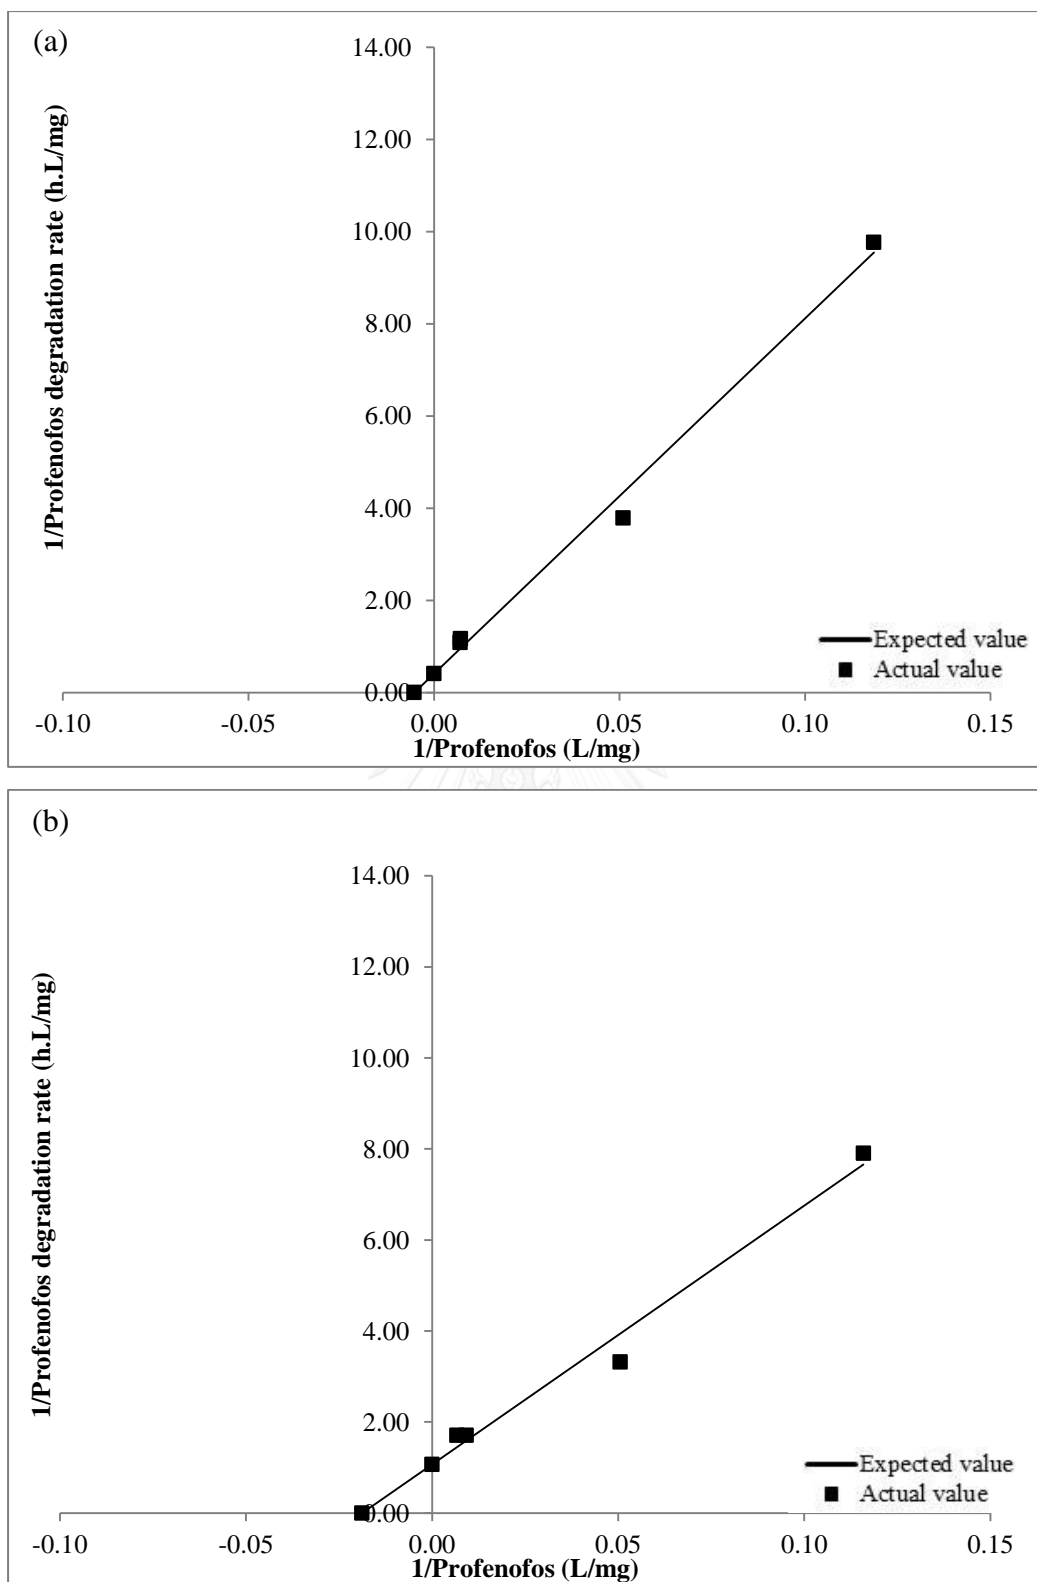 (a)
14.00
12.00
10.00
8.00
6.00
4.00
2.00
0.00
1/Profenofos degradation rate (h.L/mg)
Expected value
Actual value
-0.10 -0.05 0.00 0.05 0.10 0.15
1/Profenofos (L/mg)
(b)
14.00
12.00
10.00
8.00
6.00
4.00
2.00
0.00
1/Profenofos degradation rate (h.L/mg)
Expected value
Actual value
-0.10 -0.05 0.00 0.05 0.10 0.15
1/Profenofos (L/mg)